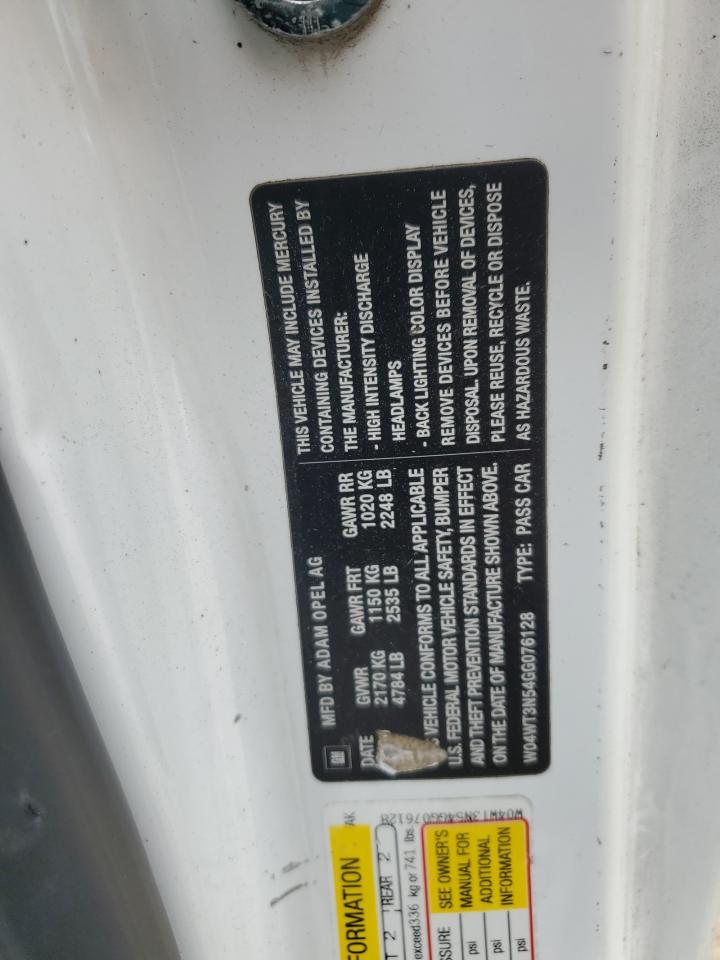 MFD BY ADAM OPEL AG
GM
DATE GVWR GAWR FRT GAWR RR
2170 KG 1150 KG 1020 KG
4784 LB 2535 LB 2248 LB
VEHICLE CONFORMS TO ALL APPLICABLE
U.S. FEDERAL MOTOR VEHICLE SAFETY, BUMPER
AND THEFT PREVENTION STANDARDS IN EFFECT
ON THE DATE OF MANUFACTURE SHOWN ABOVE.
W04WT3N54GG076128 TYPE: PASS CAR
THIS VEHICLE MAY INCLUDE MERCURY
CONTAINING DEVICES INSTALLED BY
THE MANUFACTURER:
- HIGH INTENSITY DISCHARGE
HEADLAMPS
- BACK LIGHTING COLOR DISPLAY
REMOVE DEVICES BEFORE VEHICLE
DISPOSAL. UPON REMOVAL OF DEVICES,
PLEASE REUSE, RECYCLE OR DISPOSE
AS HAZARDOUS WASTE.
FORMATION AK
T 2 REAR 2
exceed 336 kg or 741 lbs.
SSURE
psi
psi
psi
SEE OWNER'S
MANUAL FOR
ADDITIONAL
INFORMATION
W04WT3N54GG076128